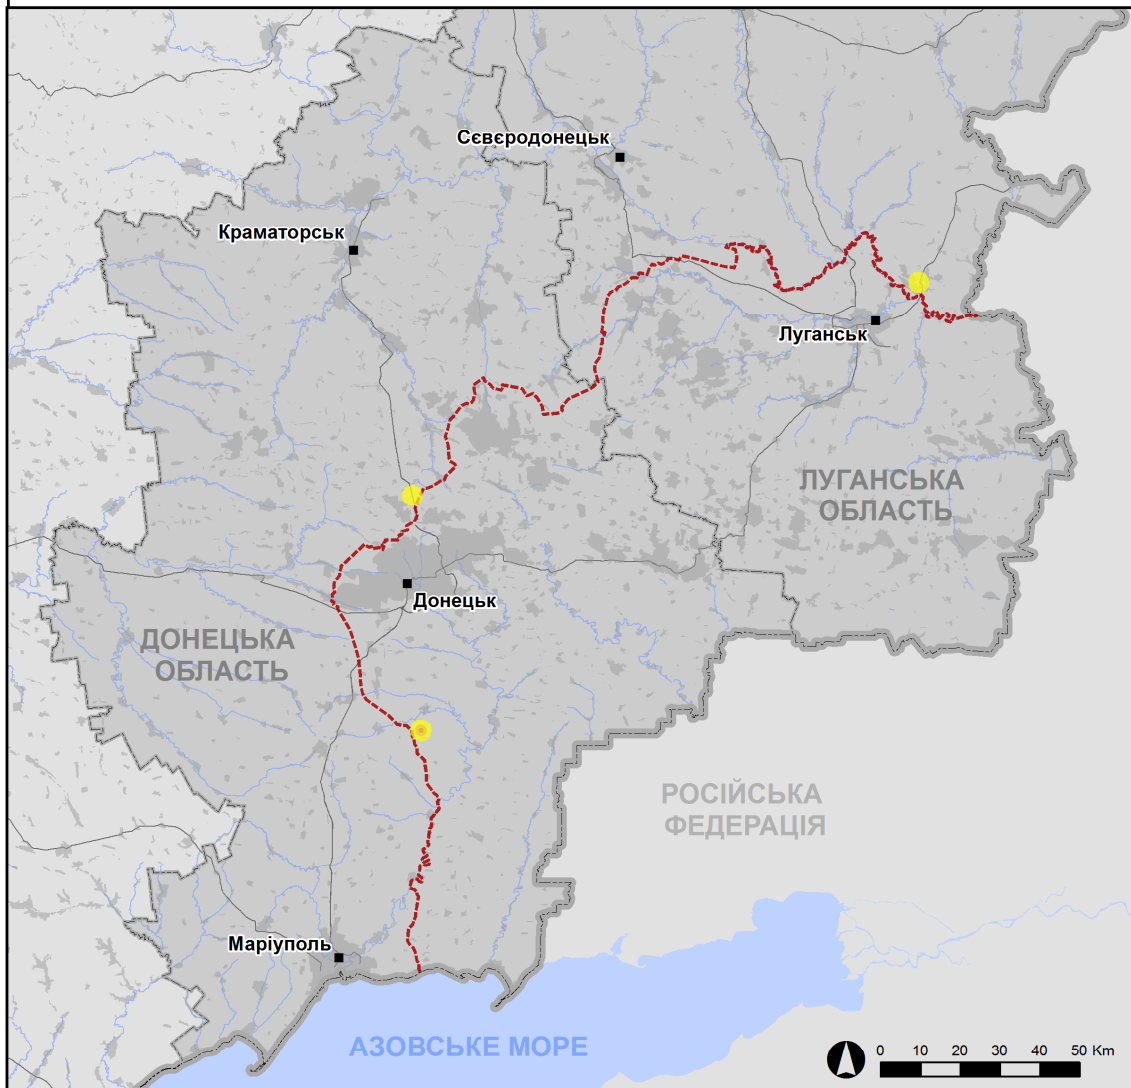 Сєвєродонецьк
Краматорськ
Луганськ
ЛУГАНСЬКА
ОБЛАСТЬ
Донецьк
ДОНЕЦЬКА
ОБЛАСТЬ
РОСІЙСЬКА
ФЕДЕРАЦІЯ
Маріуполь
АЗОВСЬКЕ МОРЕ
0 10 20 30 40 50 Km